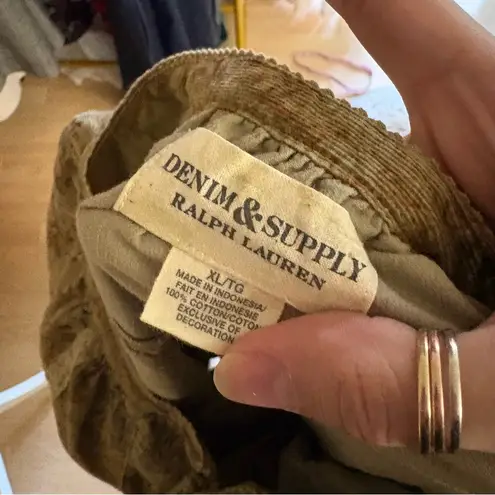 DENIM & SUPPLY
RALPH LAUREN
XL/TG
MADE IN INDONESIA/
FAIT EN INDONESIE
100% COTTON/COTON
EXCLUSIVE OF
DECORATION